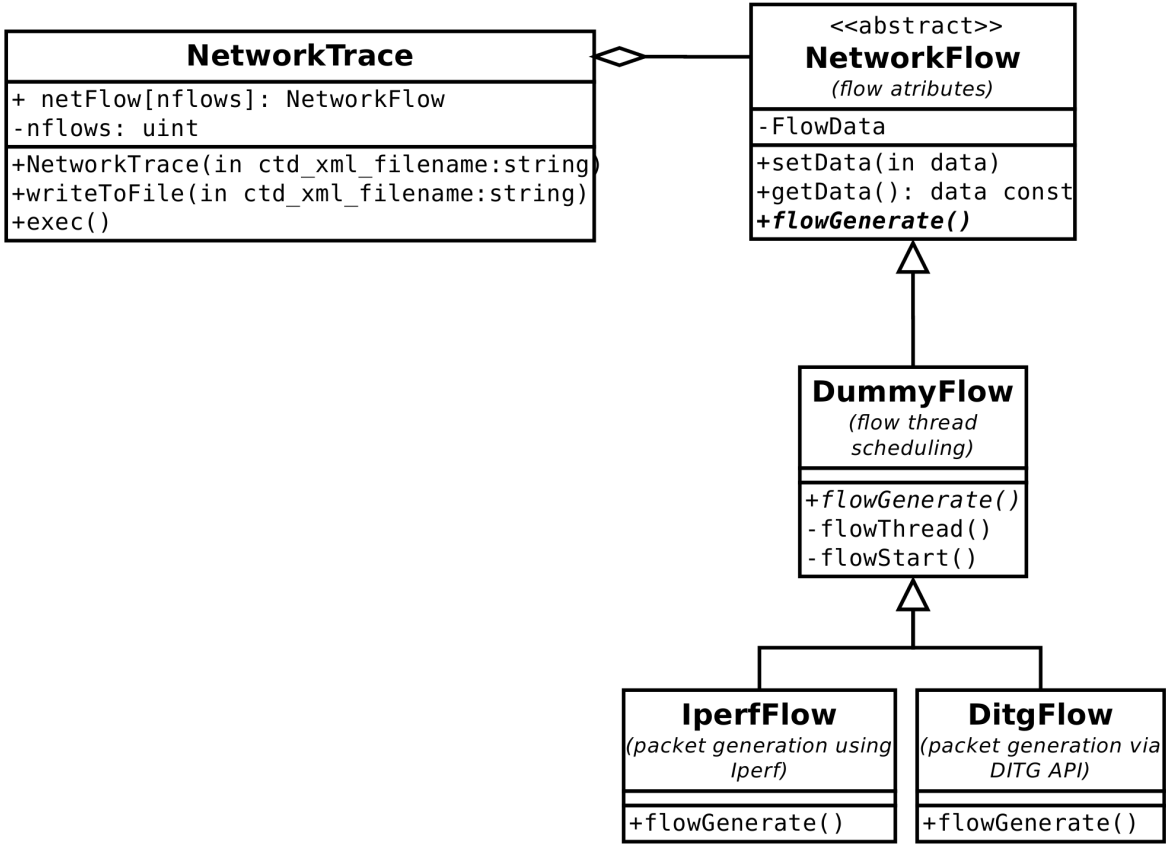 NetworkTrace
+ netFlow[nflows]: NetworkFlow
-nflows: uint
+NetworkTrace(in ctd_xml_filename:string)
+writeToFile(in ctd_xml_filename:string)
+exec()
<<abstract>>
NetworkFlow
(flow atributes)
-FlowData
+setData(in data)
+getData(): data const
+flowGenerate()
DummyFlow
(flow thread
scheduling)
+flowGenerate()
-flowThread()
-flowStart()
IperfFlow
(packet generation using
Iperf)
+flowGenerate()
DitgFlow
(packet generation via
DITG API)
+flowGenerate()